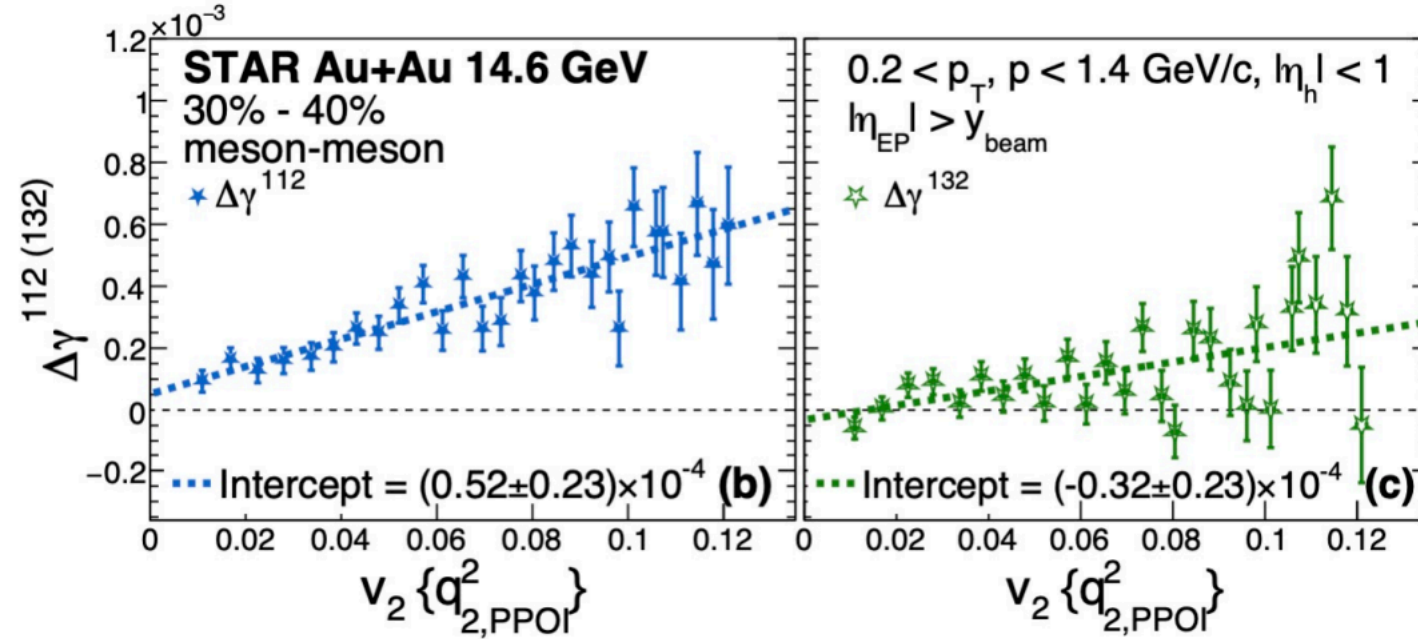 ×10⁻³
1.2
1
0.8
0.6
0.4
0.2
0
−0.2
Δγ¹¹² ⁽¹³²⁾
STAR Au+Au 14.6 GeV
30% - 40%
meson-meson
Δγ¹¹²
Intercept = (0.52±0.23)×10⁻⁴ (b)
0 0.02 0.04 0.06 0.08 0.1 0.12
v₂ {q²₂,PPOI}
0.2 < p_T, p < 1.4 GeV/c, |η_h| < 1
|η_EP| > y_beam
Δγ¹³²
Intercept = (-0.32±0.23)×10⁻⁴ (c)
0 0.02 0.04 0.06 0.08 0.1 0.12
v₂ {q²₂,PPOI}